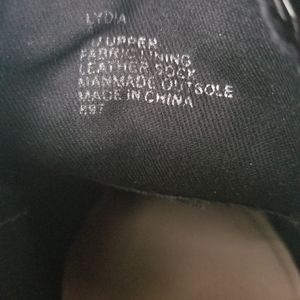 LYDIA
UPPER
FABRIC LINING
LEATHER SOCK
MANMADE OUTSOLE
MADE IN CHINA